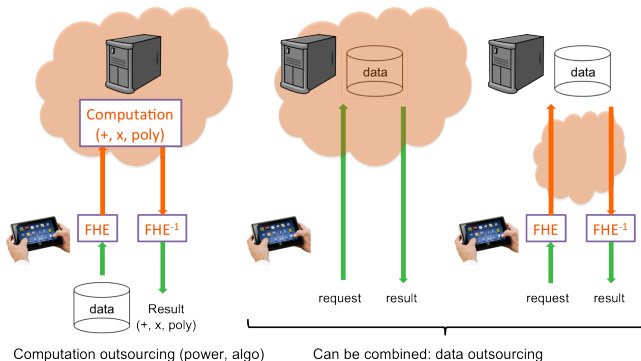 Computation
(+, x, poly)
FHE
FHE-1
data
Result
(+, x, poly)
Computation outsourcing (power, algo)
data
request
result
data
FHE
FHE-1
request
result
Can be combined: data outsourcing